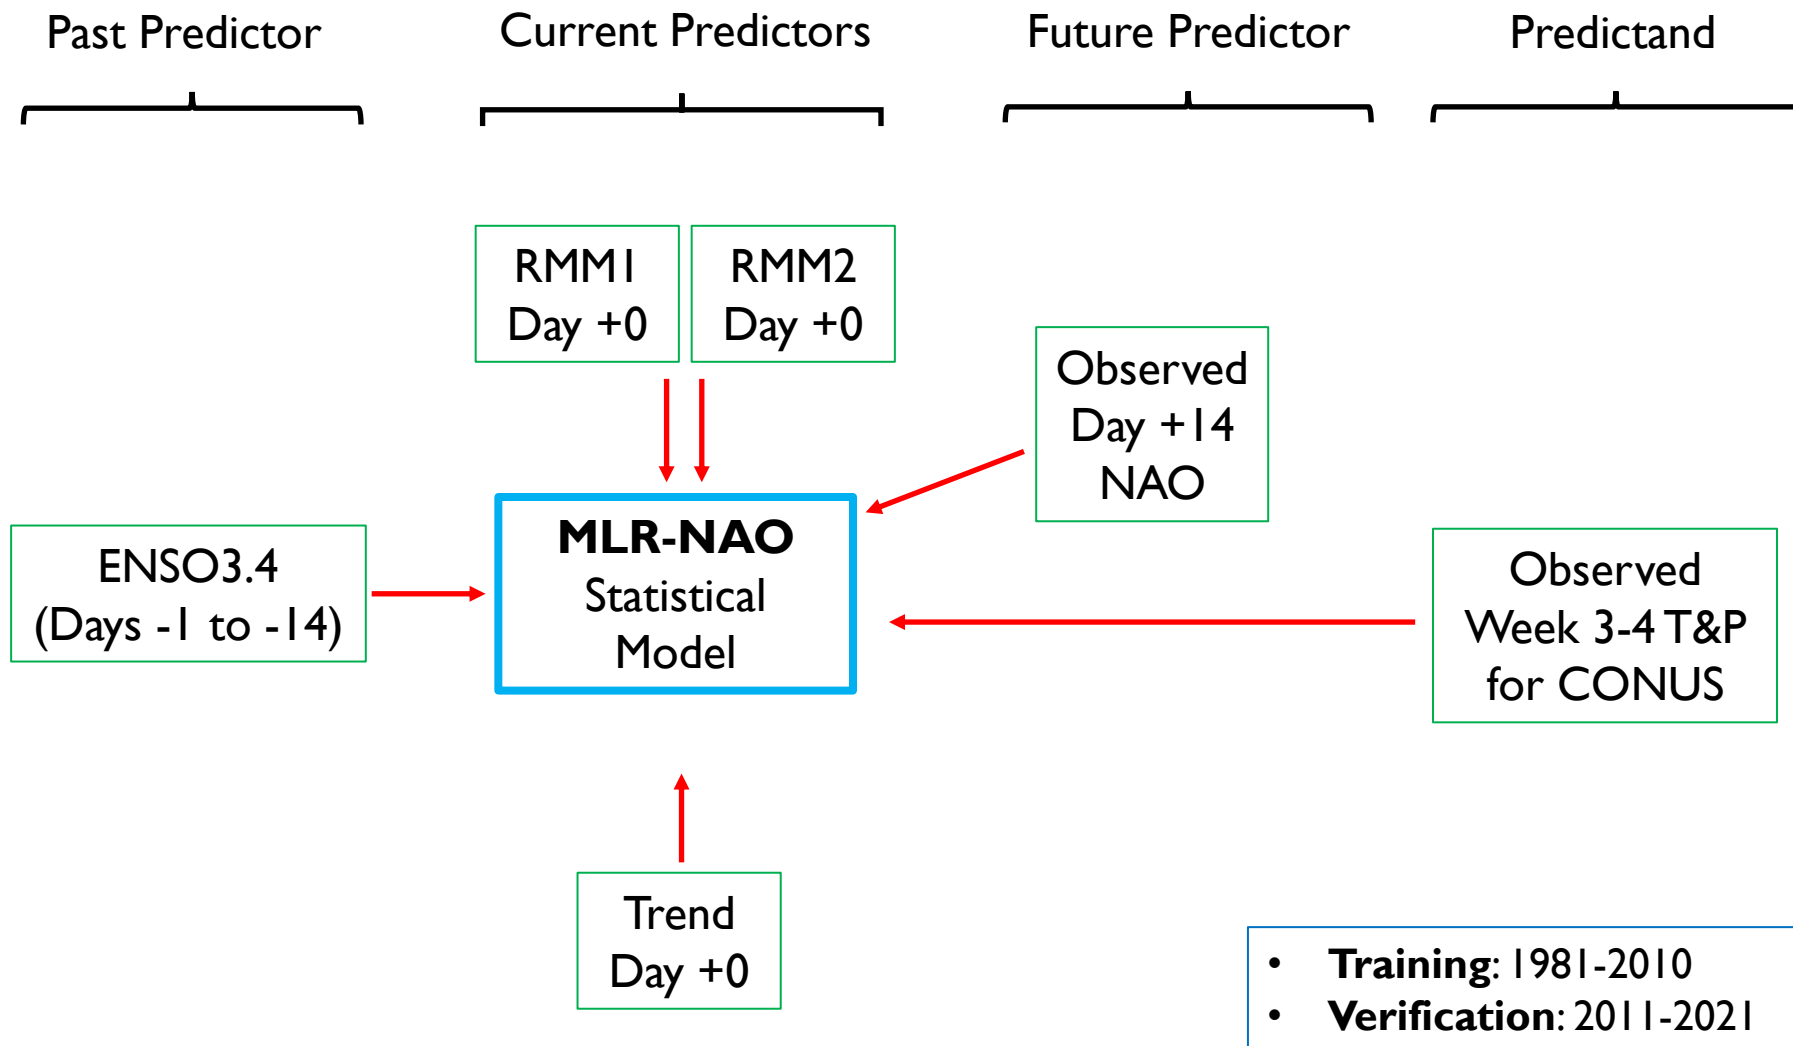 Past Predictor
Current Predictors
Future Predictor
Predictand
RMM1
Day +0
RMM2
Day +0
Observed
Day +14
NAO
MLR-NAO
Statistical
Model
ENSO3.4
(Days -1 to -14)
Observed
Week 3-4 T&P
for CONUS
Trend
Day +0
• Training: 1981-2010
• Verification: 2011-2021